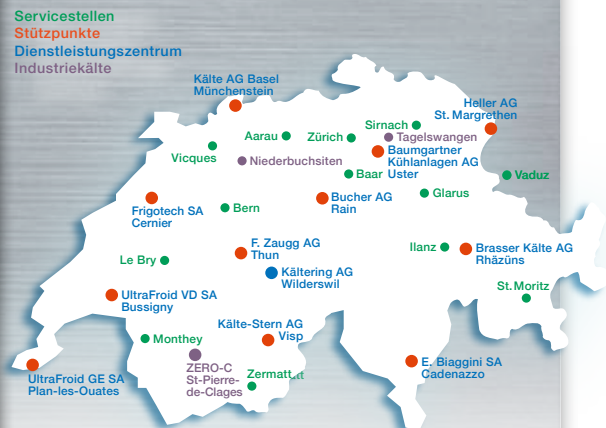 Servicestellen
Stützpunkte
Dienstleistungszentrum
Industriekälte
Kälte AG Basel
Münchenstein
Heller AG
St. Margrethen
Sirnach
Aarau
Zürich
Tagelswangen
Baumgartner
Kühlanlagen AG
Uster
Vicques
Niederbuchsiten
Baar
Vaduz
Glarus
Bucher AG
Rain
Frigotech SA
Cernier
Bern
F. Zaugg AG
Thun
Ilanz
Brasser Kälte AG
Rhäzüns
Le Bry
Kältering AG
Wilderswil
St. Moritz
UltraFroid VD SA
Bussigny
Kälte-Stern AG
Visp
Monthey
ZERO-C
St-Pierre-
de-Clages
Zermatt
E. Biaggini SA
Cadenazzo
UltraFroid GE SA
Plan-les-Ouates